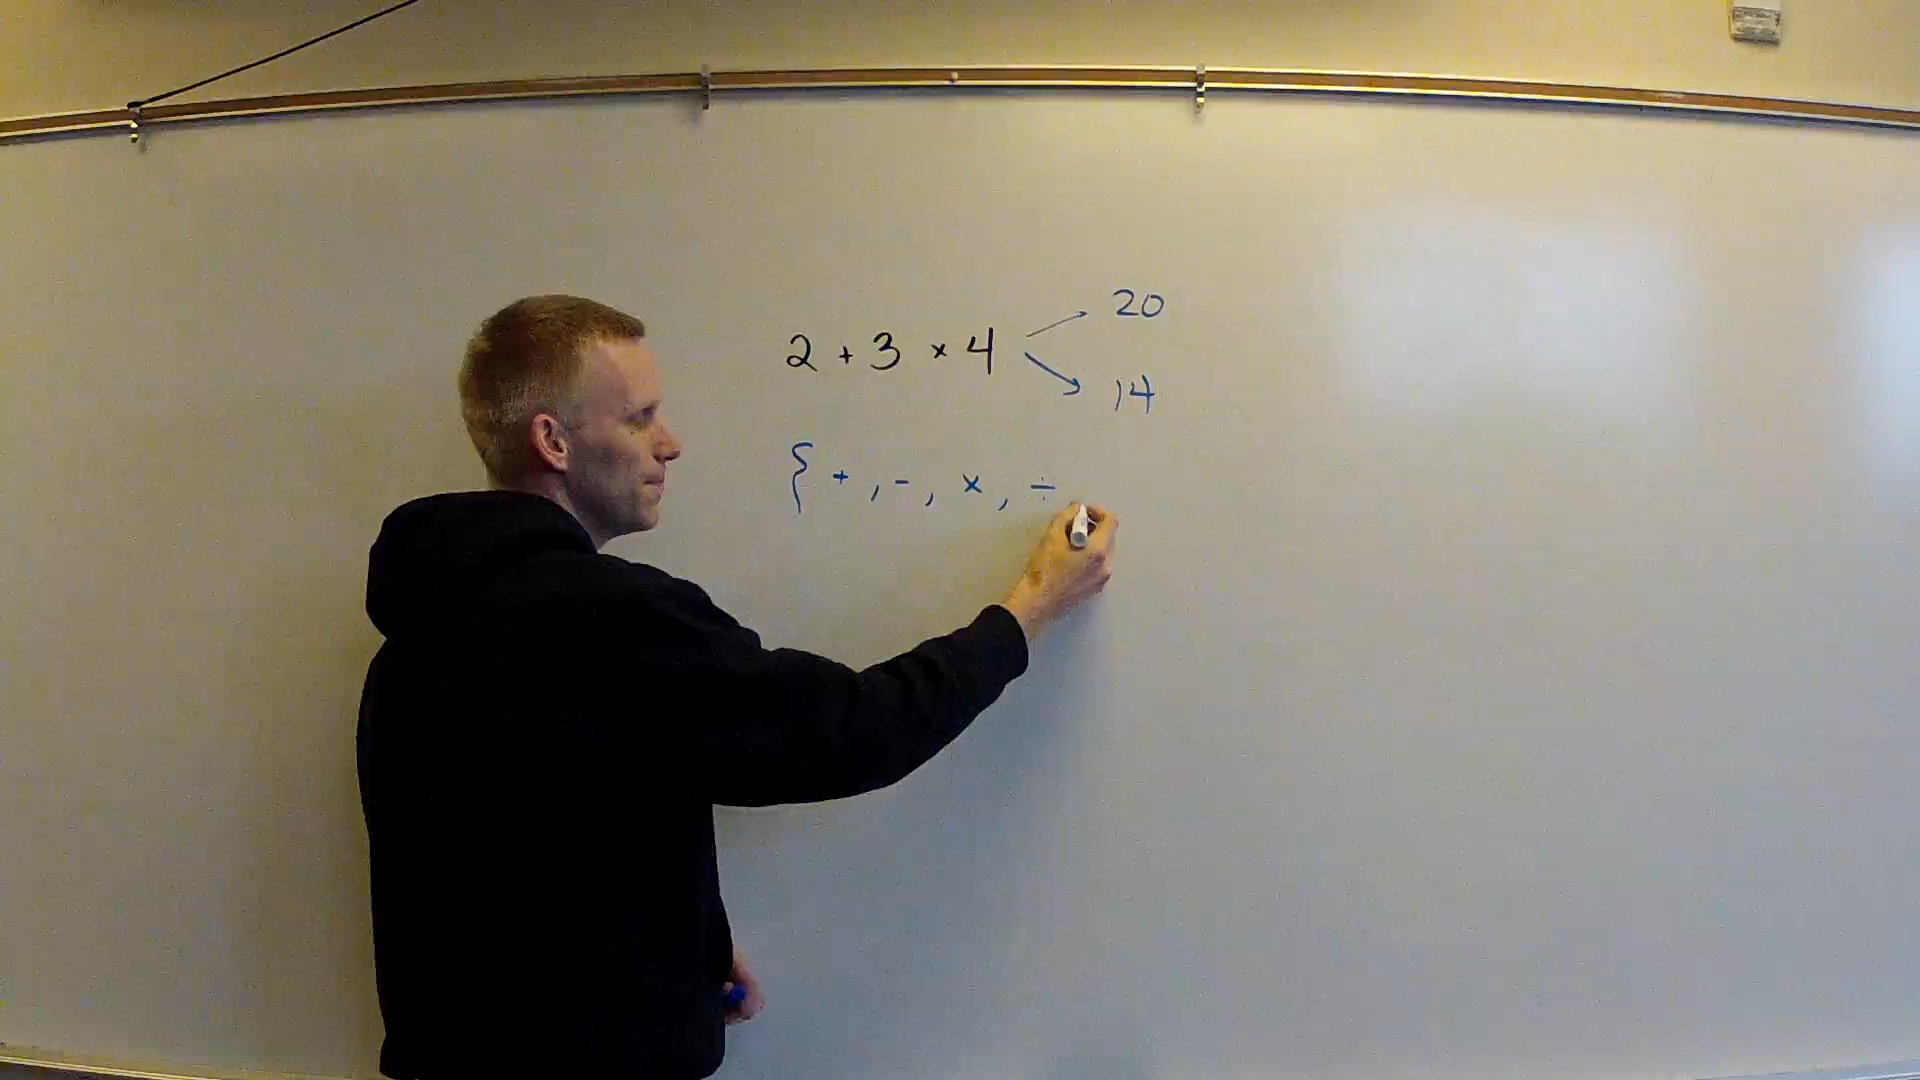 20
2 + 3 × 4
14
{ + , - , × , ÷